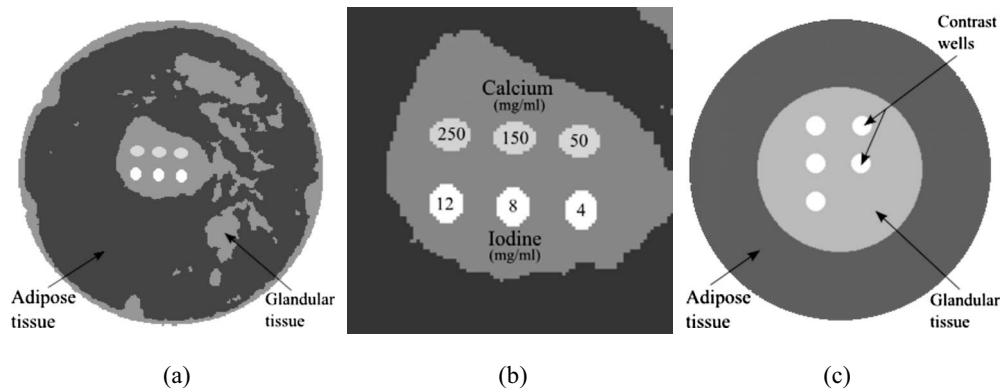 Adipose
tissue
Glandular
tissue
(a)
Calcium
(mg/ml)
250 150 50
12 8 4
Iodine
(mg/ml)
(b)
Contrast
wells
Adipose
tissue
Glandular
tissue
(c)